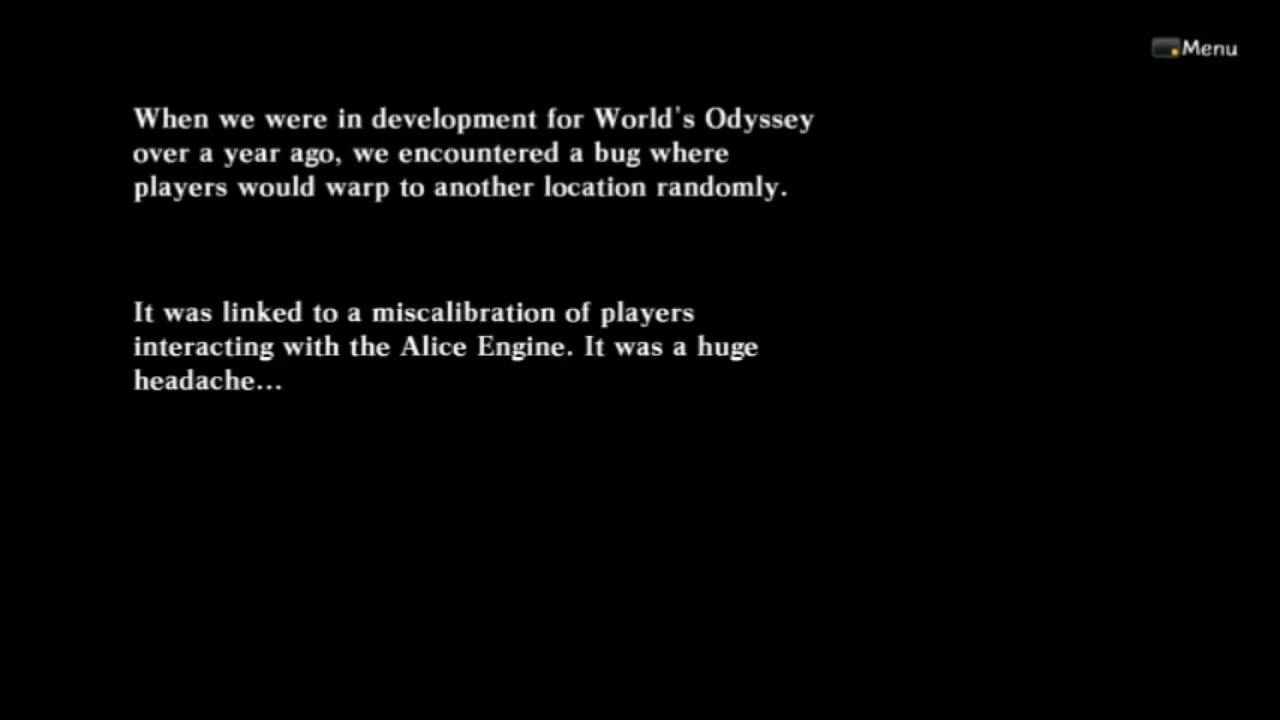 Menu
When we were in development for World's Odyssey
over a year ago, we encountered a bug where
players would warp to another location randomly.
It was linked to a miscalibration of players
interacting with the Alice Engine. It was a huge
headache...